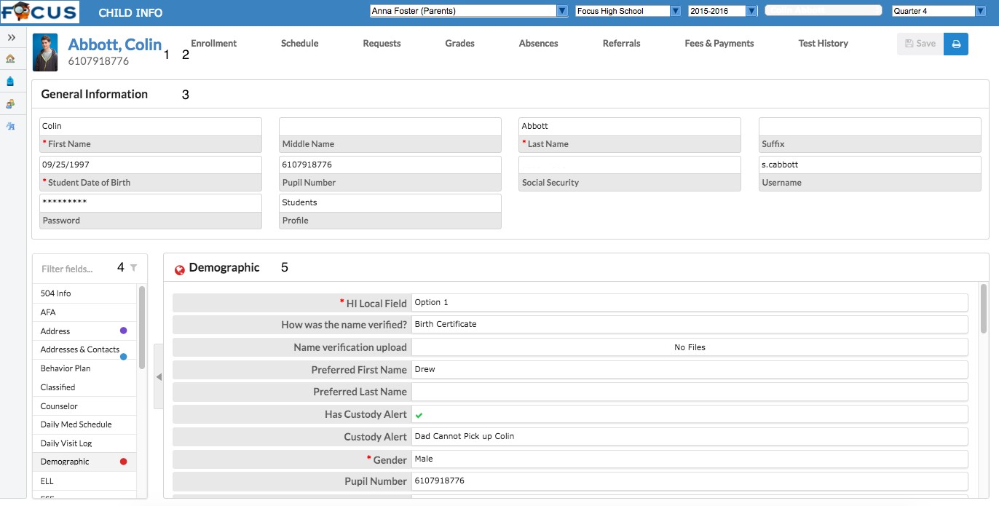 FOCUS CHILD INFO Anna Foster (Parents) Focus High School 2015-2016 Quarter 4
Abbott, Colin 1 2 Enrollment Schedule Requests Grades Absences Referrals Fees & Payments Test History Save
6107918776
General Information 3
Colin Abbott
* First Name Middle Name * Last Name Suffix
09/25/1997 6107918776 s.cabbott
* Student Date of Birth Pupil Number Social Security Username
********* Students
Password Profile
Filter fields... 4
504 Info
AFA
Address
Addresses & Contacts
Behavior Plan
Classified
Counselor
Daily Med Schedule
Daily Visit Log
Demographic
ELL
ESE
Demographic 5
* HI Local Field Option 1
How was the name verified? Birth Certificate
Name verification upload No Files
Preferred First Name Drew
Preferred Last Name
Has Custody Alert
Custody Alert Dad Cannot Pick up Colin
* Gender Male
Pupil Number 6107918776